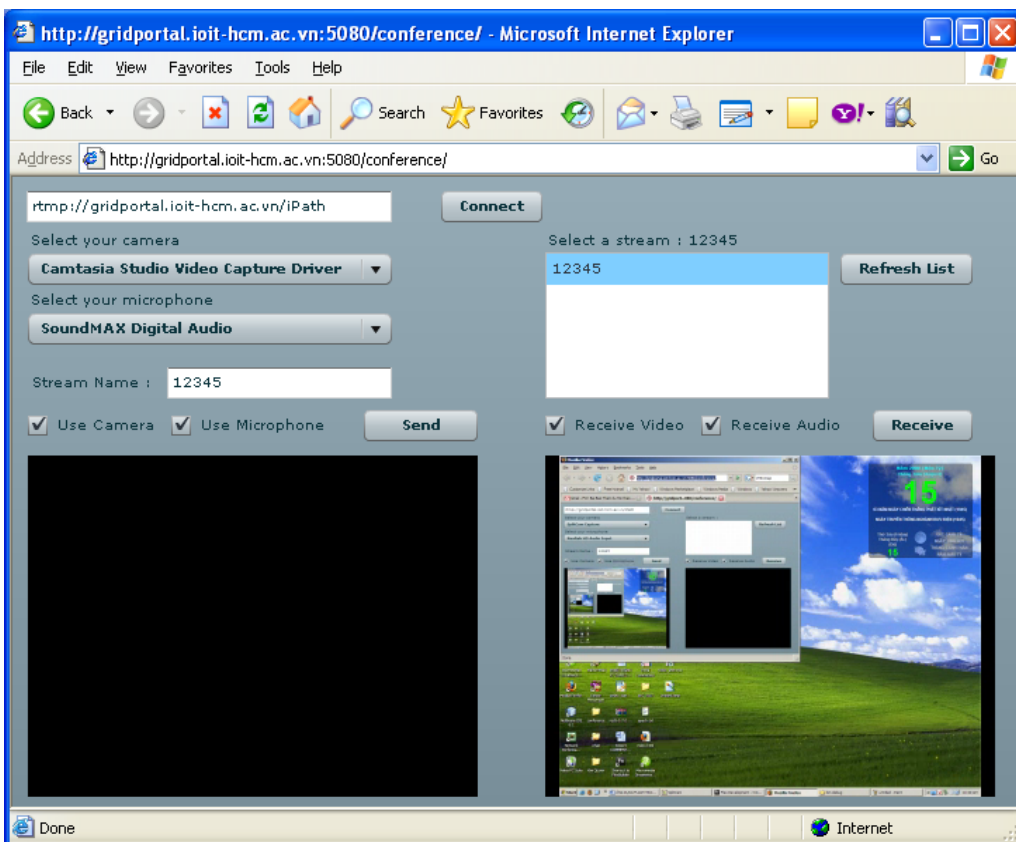 http://gridportal.ioit-hcm.ac.vn:5080/conference/ - Microsoft Internet Explorer
File Edit View Favorites Tools Help
Back Search Favorites
Address http://gridportal.ioit-hcm.ac.vn:5080/conference/ Go
rtmp://gridportal.ioit-hcm.ac.vn/iPath Connect
Select your camera Select a stream : 12345
Camtasia Studio Video Capture Driver 12345 Refresh List
Select your microphone
SoundMAX Digital Audio
Stream Name : 12345
Use Camera Use Microphone Send Receive Video Receive Audio Receive
15
15
Done Internet